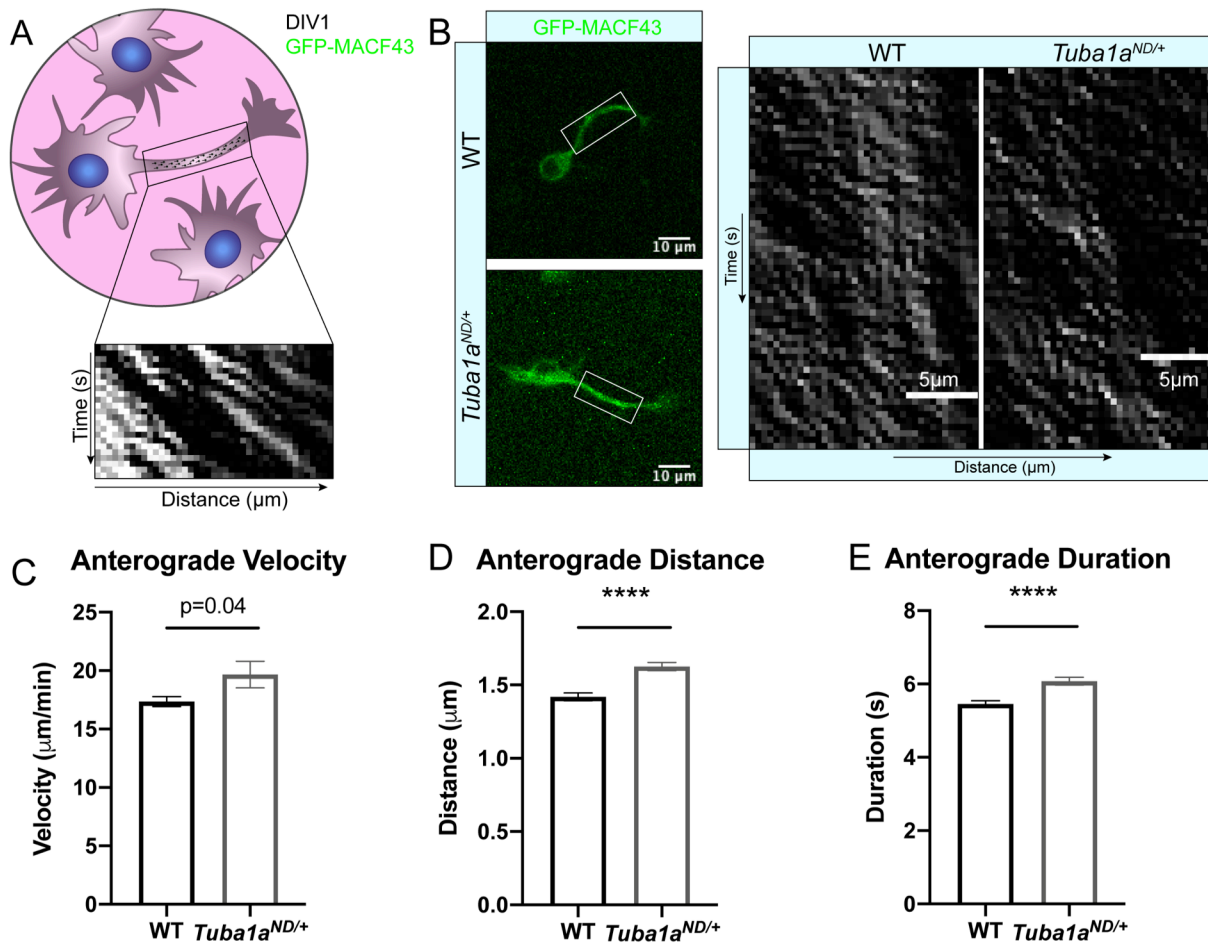 A
DIV1
GFP-MACF43
Time (s)
Distance (µm)
B
GFP-MACF43
WT
10 µm
Tuba1a^ND/+
10 µm
WT
Tuba1a^ND/+
Time (s)
5µm
5µm
Distance (µm)
C
Anterograde Velocity
p=0.04
Velocity (µm/min)
25
20
15
10
5
0
WT
Tuba1a^ND/+
D
Anterograde Distance
****
Distance (µm)
2.0
1.5
1.0
0.5
0.0
WT
Tuba1a^ND/+
E
Anterograde Duration
****
Duration (s)
8
6
4
2
0
WT
Tuba1a^ND/+